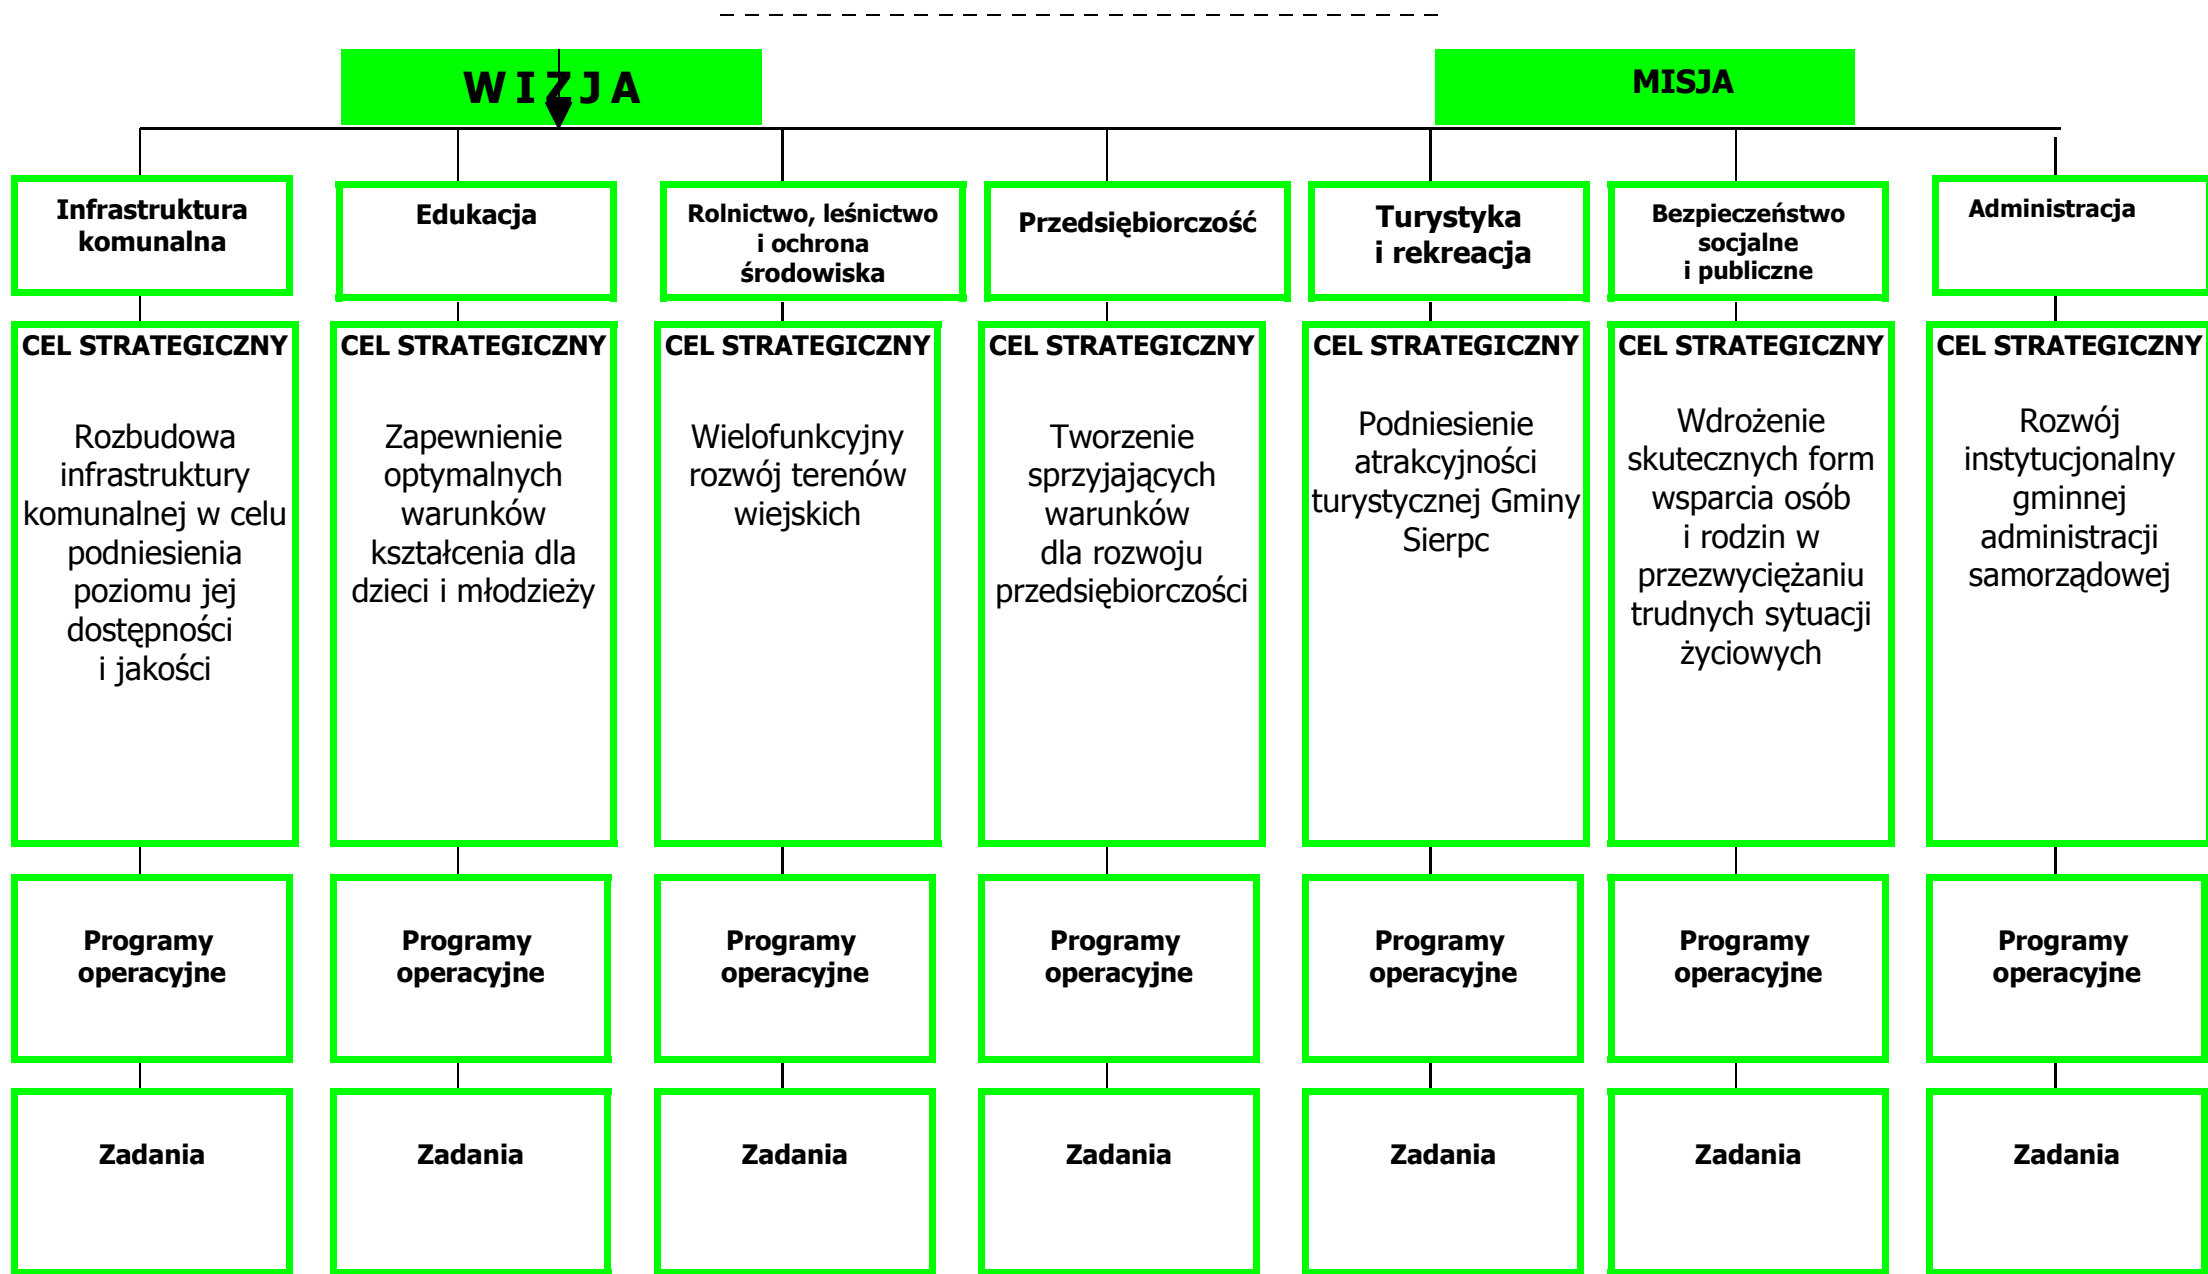 W I Z J A
MISJA
Infrastruktura
komunalna
Edukacja
Rolnictwo, leśnictwo
i ochrona
środowiska
Przedsiębiorczość
Turystyka
i rekreacja
Bezpieczeństwo
socjalne
i publiczne
Administracja
CEL STRATEGICZNY
Rozbudowa
infrastruktury
komunalnej w celu
podniesienia
poziomu jej
dostępności
i jakości
CEL STRATEGICZNY
Zapewnienie
optymalnych
warunków
kształcenia dla
dzieci i młodzieży
CEL STRATEGICZNY
Wielofunkcyjny
rozwój terenów
wiejskich
CEL STRATEGICZNY
Tworzenie
sprzyjających
warunków
dla rozwoju
przedsiębiorczości
CEL STRATEGICZNY
Podniesienie
atrakcyjności
turystycznej Gminy
Sierpc
CEL STRATEGICZNY
Wdrożenie
skutecznych form
wsparcia osób
i rodzin w
przezwyciężaniu
trudnych sytuacji
życiowych
CEL STRATEGICZNY
Rozwój
instytucjonalny
gminnej
administracji
samorządowej
Programy
operacyjne
Programy
operacyjne
Programy
operacyjne
Programy
operacyjne
Programy
operacyjne
Programy
operacyjne
Programy
operacyjne
Zadania
Zadania
Zadania
Zadania
Zadania
Zadania
Zadania